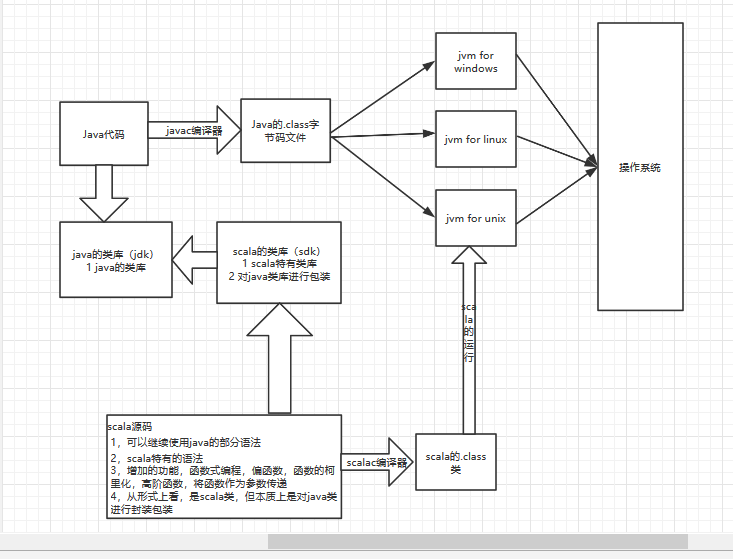 jvm for
windows
Java代码
javac编译器
Java的.class字
节码文件
jvm for linux
操作系统
jvm for unix
java的类库（jdk）
1 java的类库
scala的类库（sdk）
1 scala特有类库
2 对java类库进行包装
sca
la
的
运
行
scala源码
1，可以继续使用java的部分语法
2，scala特有的语法
3，增加的功能，函数式编程，偏函数，函数的柯
里化，高阶函数，将函数作为参数传递
4，从形式上看，是scala类，但本质上是对java类
进行封装包装
scalac编译器
scala的.class
类